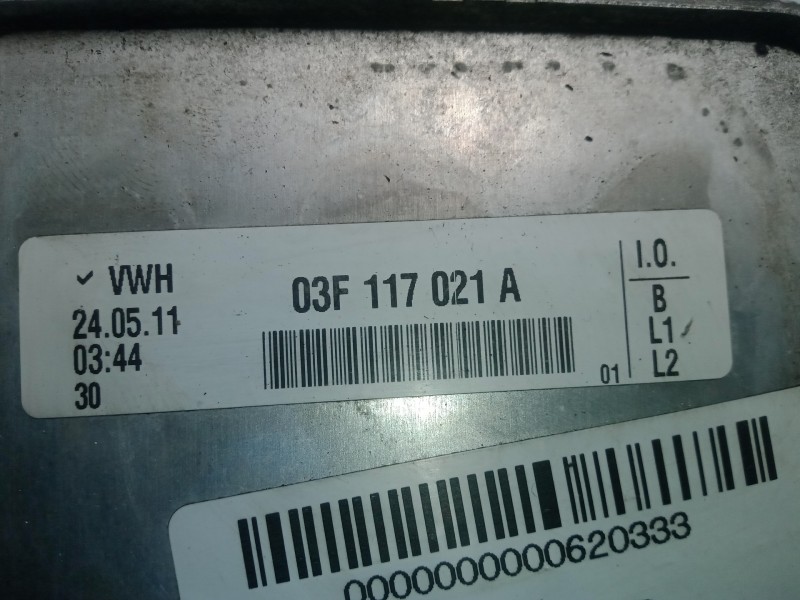 ✓ VWH
24.05.11
03:44
30
03F 117 021 A
01
I.O.
B
L1
L2
0000000000620333